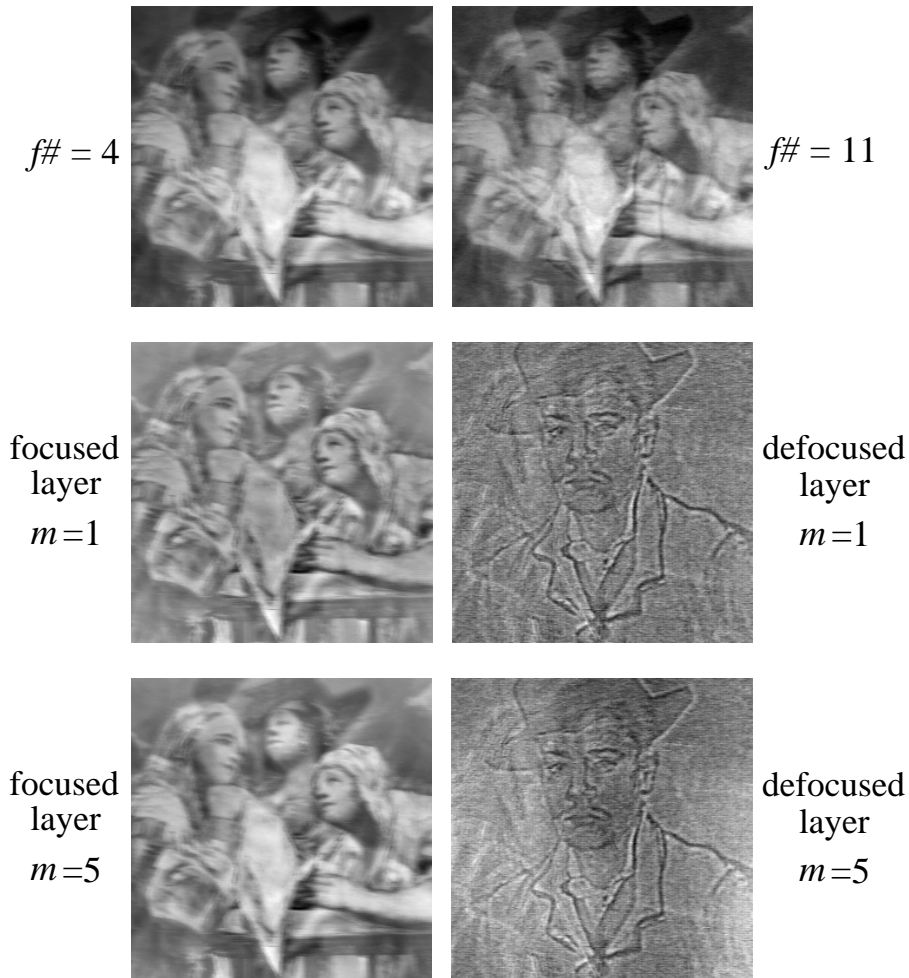 f# = 4
f# = 11
focused
layer
m =1
defocused
layer
m =1
focused
layer
m =5
defocused
layer
m =5